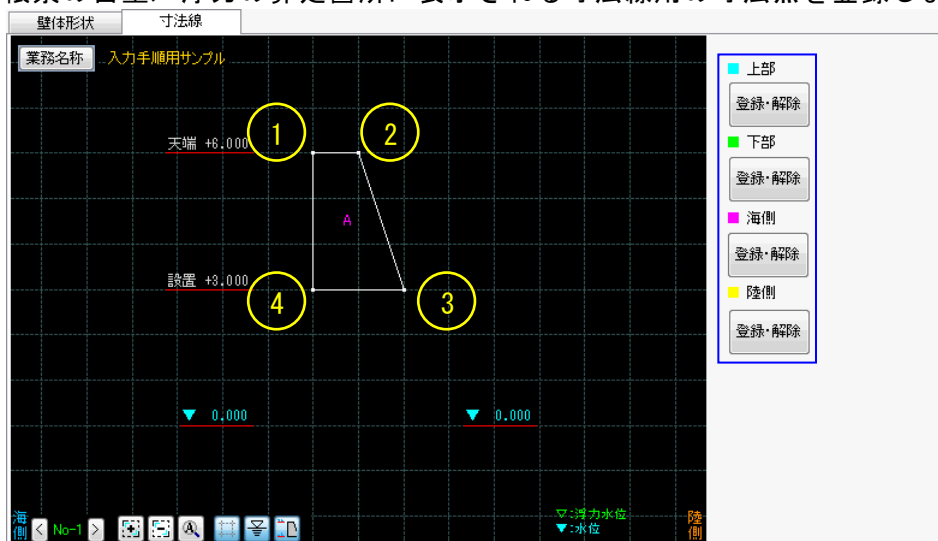 壁体形状 寸法線
業務名称 入力手順用サンプル
上部
登録・解除
下部
登録・解除
海側
登録・解除
陸側
登録・解除
天端 +6.000
1 2
A
設置 +3.000
4 3
▼ 0.000 ▼ 0.000
▽:浮力水位
▼:水位
海側 < No-1 >
陸側